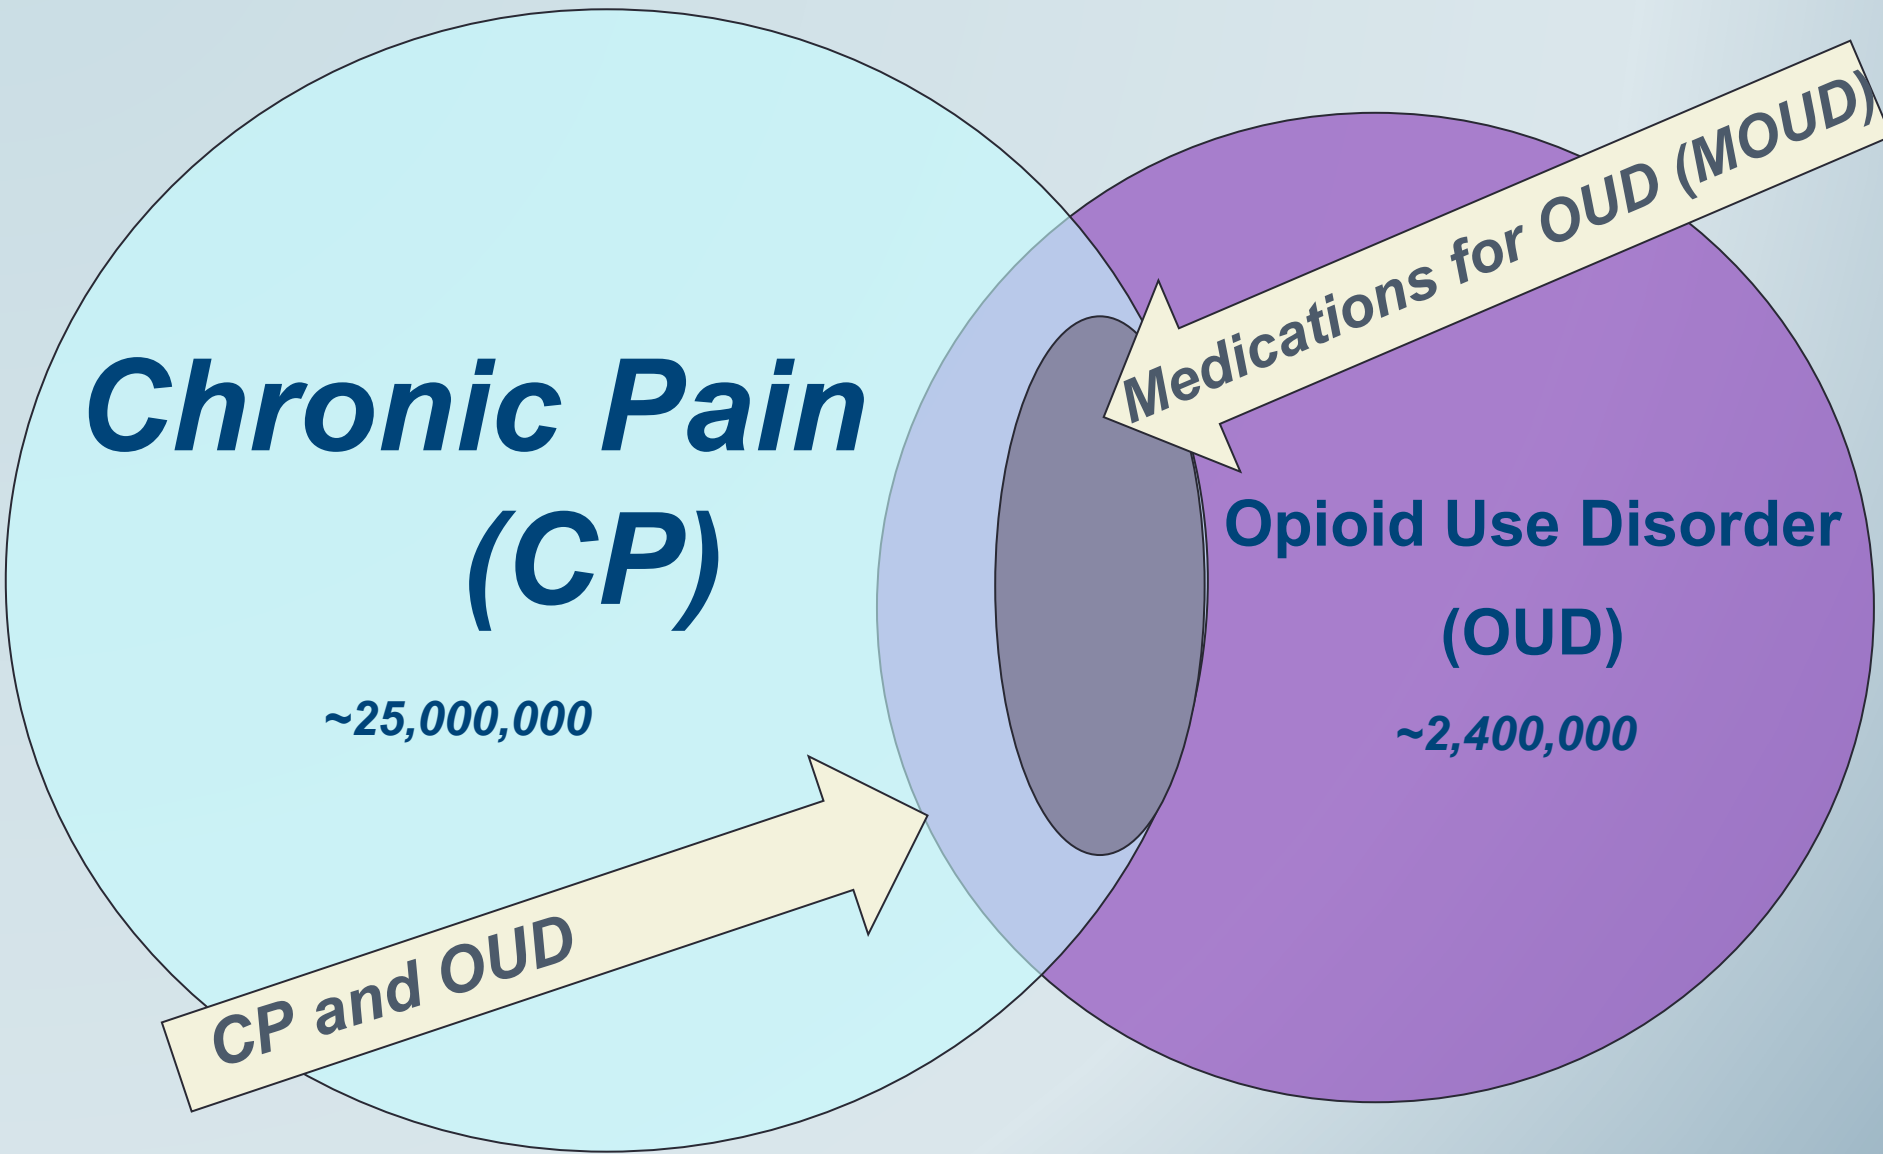 Chronic Pain
(CP)
~25,000,000
CP and OUD
Medications for OUD (MOUD)
Opioid Use Disorder
(OUD)
~2,400,000